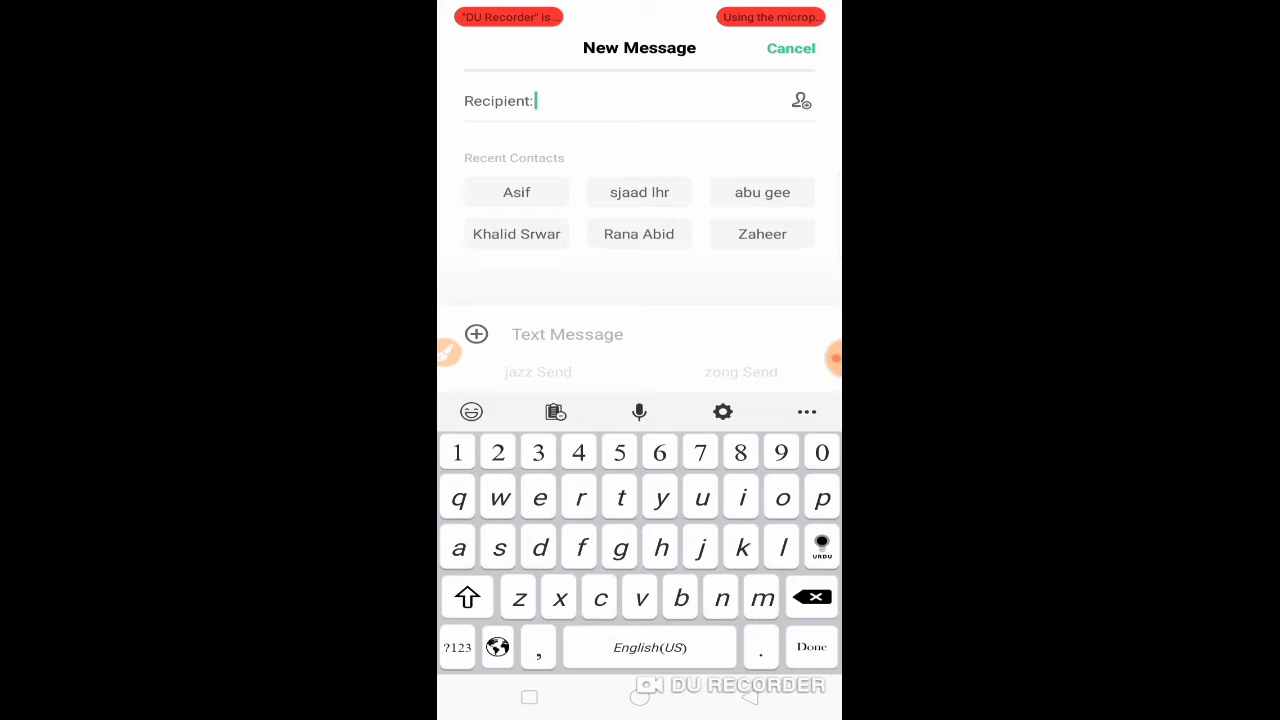 "DU Recorder" is ... Using the microp...
New Message Cancel
Recipient:
Recent Contacts
Asif sjaad lhr abu gee
Khalid Srwar Rana Abid Zaheer
Text Message
jazz Send zong Send
1 2 3 4 5 6 7 8 9 0
q w e r t y u i o p
a s d f g h j k l URDU
z x c v b n m
?123 , English(US) . Done
DU RECORDER